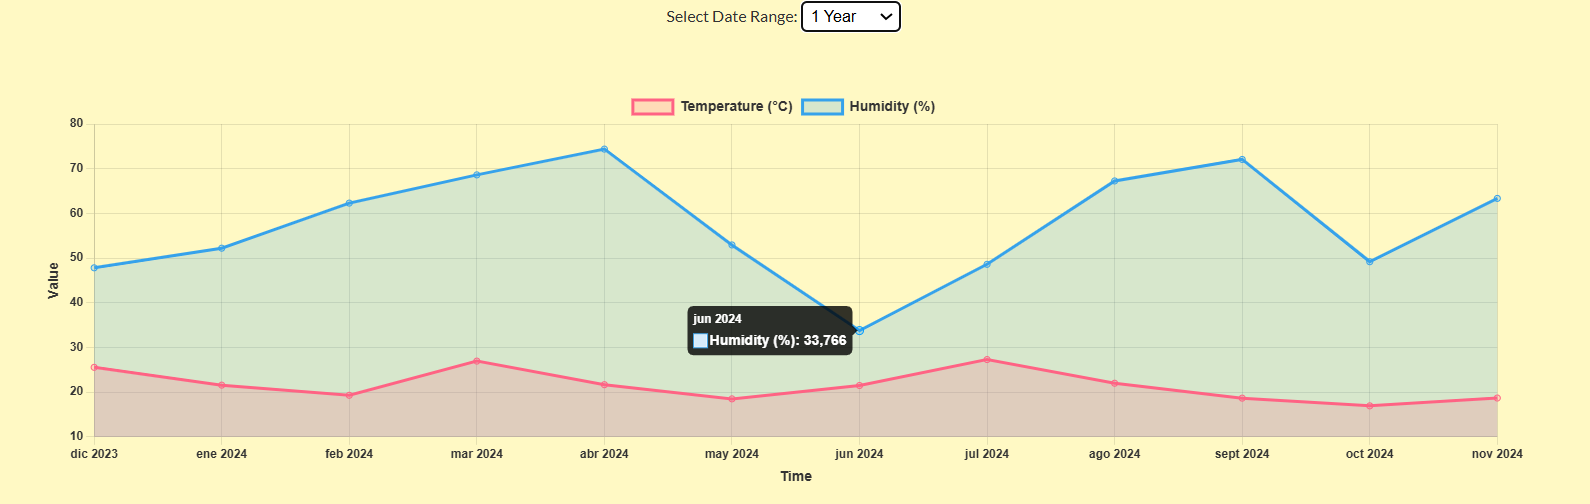 Select Date Range: 1 Year
Temperature (°C) Humidity (%)
80
70
60
50
40
30
20
10
Value
jun 2024
Humidity (%): 33,766
dic 2023 ene 2024 feb 2024 mar 2024 abr 2024 may 2024 jun 2024 jul 2024 ago 2024 sept 2024 oct 2024 nov 2024
Time